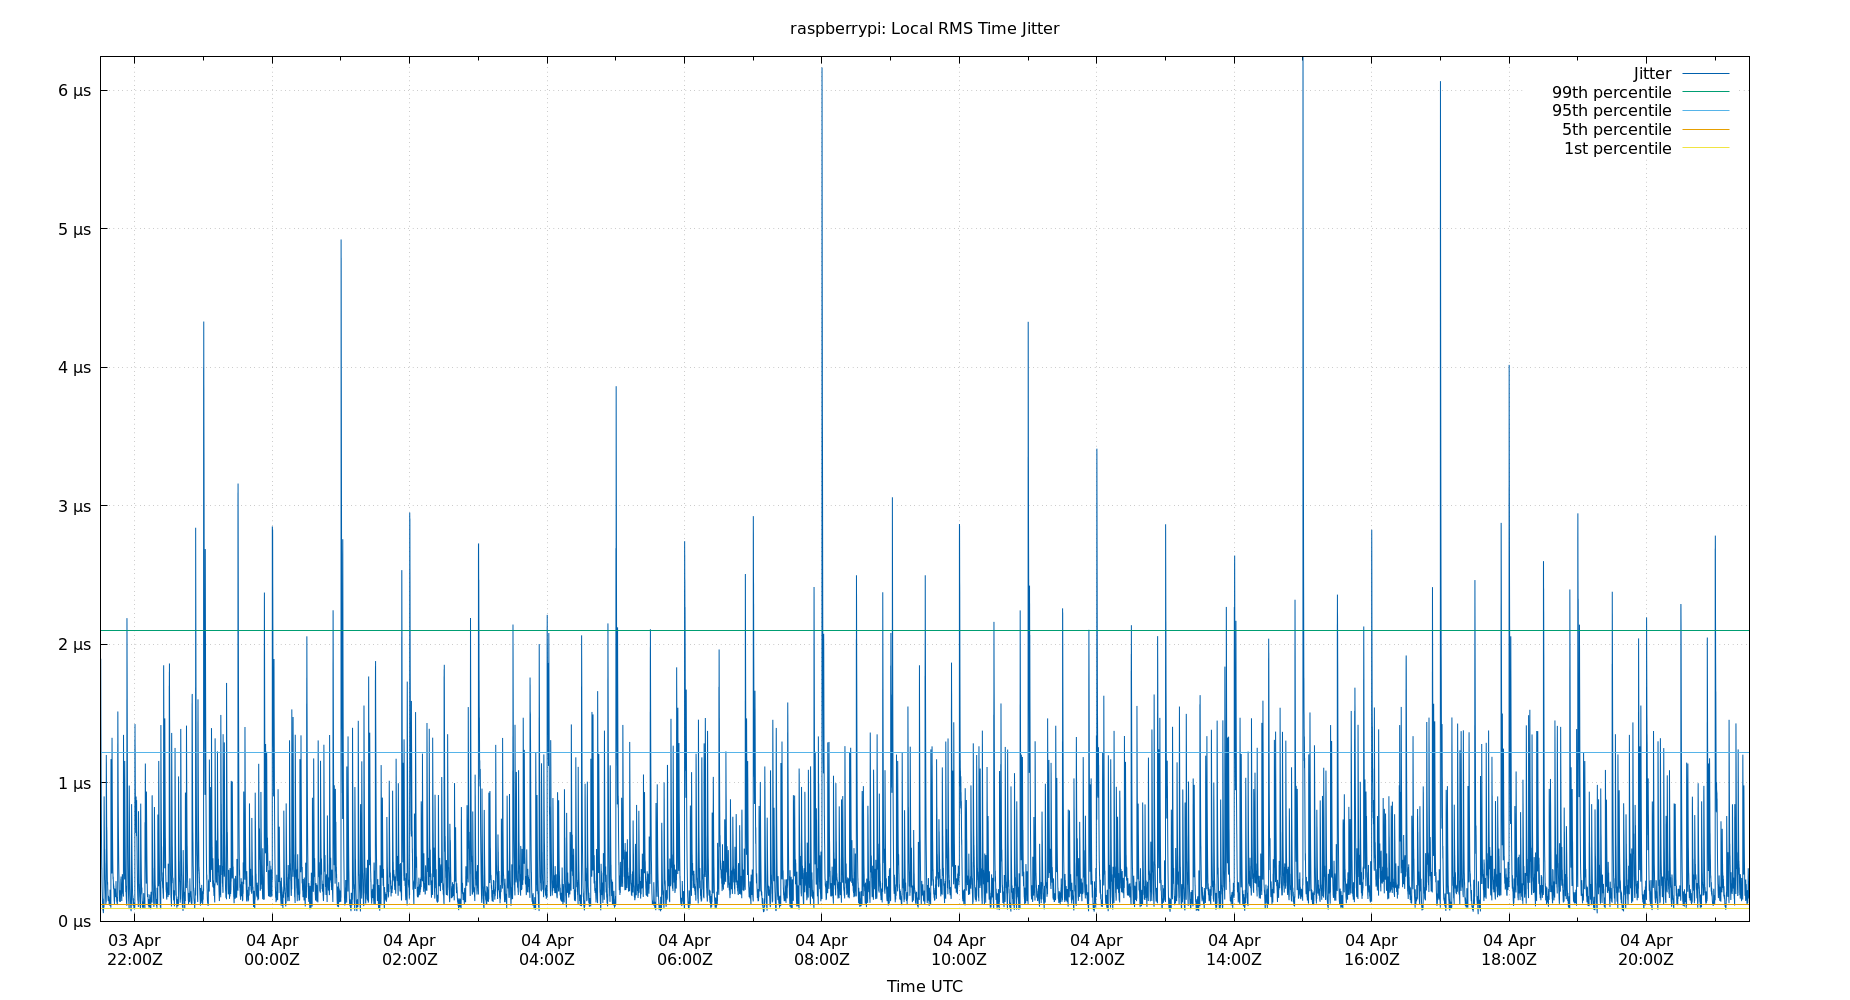 raspberrypi: Local RMS Time Jitter
Jitter
99th percentile
95th percentile
5th percentile
1st percentile
6 µs
5 µs
4 µs
3 µs
2 µs
1 µs
0 µs
03 Apr 04 Apr 04 Apr 04 Apr 04 Apr 04 Apr 04 Apr 04 Apr 04 Apr 04 Apr 04 Apr 04 Apr
22:00Z 00:00Z 02:00Z 04:00Z 06:00Z 08:00Z 10:00Z 12:00Z 14:00Z 16:00Z 18:00Z 20:00Z
Time UTC